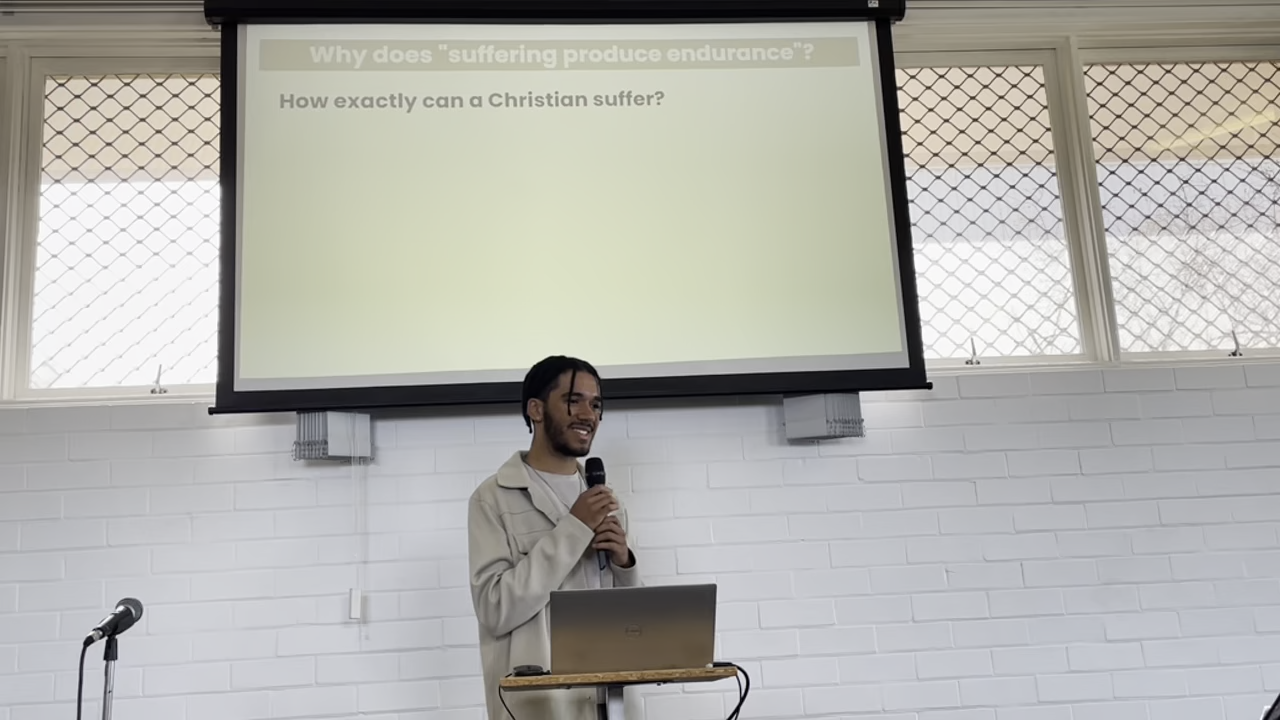 Why does "suffering produce endurance"?
How exactly can a Christian suffer?